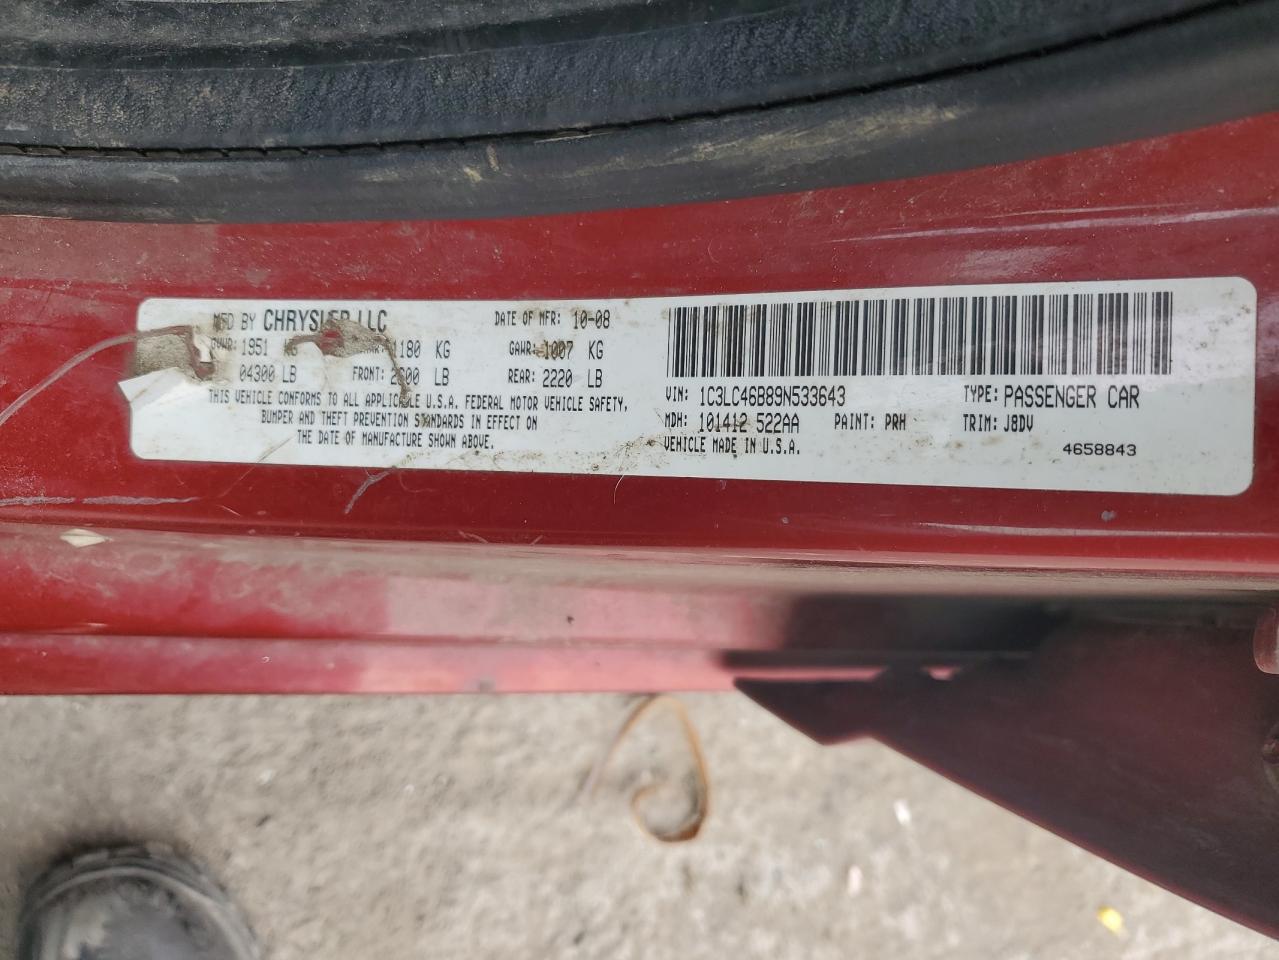 MFD BY CHRYSLER LLC DATE OF MFR: 10-08
GVWR: 1951 KG 1180 KG GAWR: 1007 KG
04300 LB FRONT: 2600 LB REAR: 2220 LB
THIS VEHICLE CONFORMS TO ALL APPLICABLE U.S.A. FEDERAL MOTOR VEHICLE SAFETY,
BUMPER AND THEFT PREVENTION STANDARDS IN EFFECT ON
THE DATE OF MANUFACTURE SHOWN ABOVE.
VIN: 1C3LC46B89N533643 TYPE: PASSENGER CAR
MDH: 101412 522AA PAINT: PRH TRIM: J8DV
VEHICLE MADE IN U.S.A. 4658843